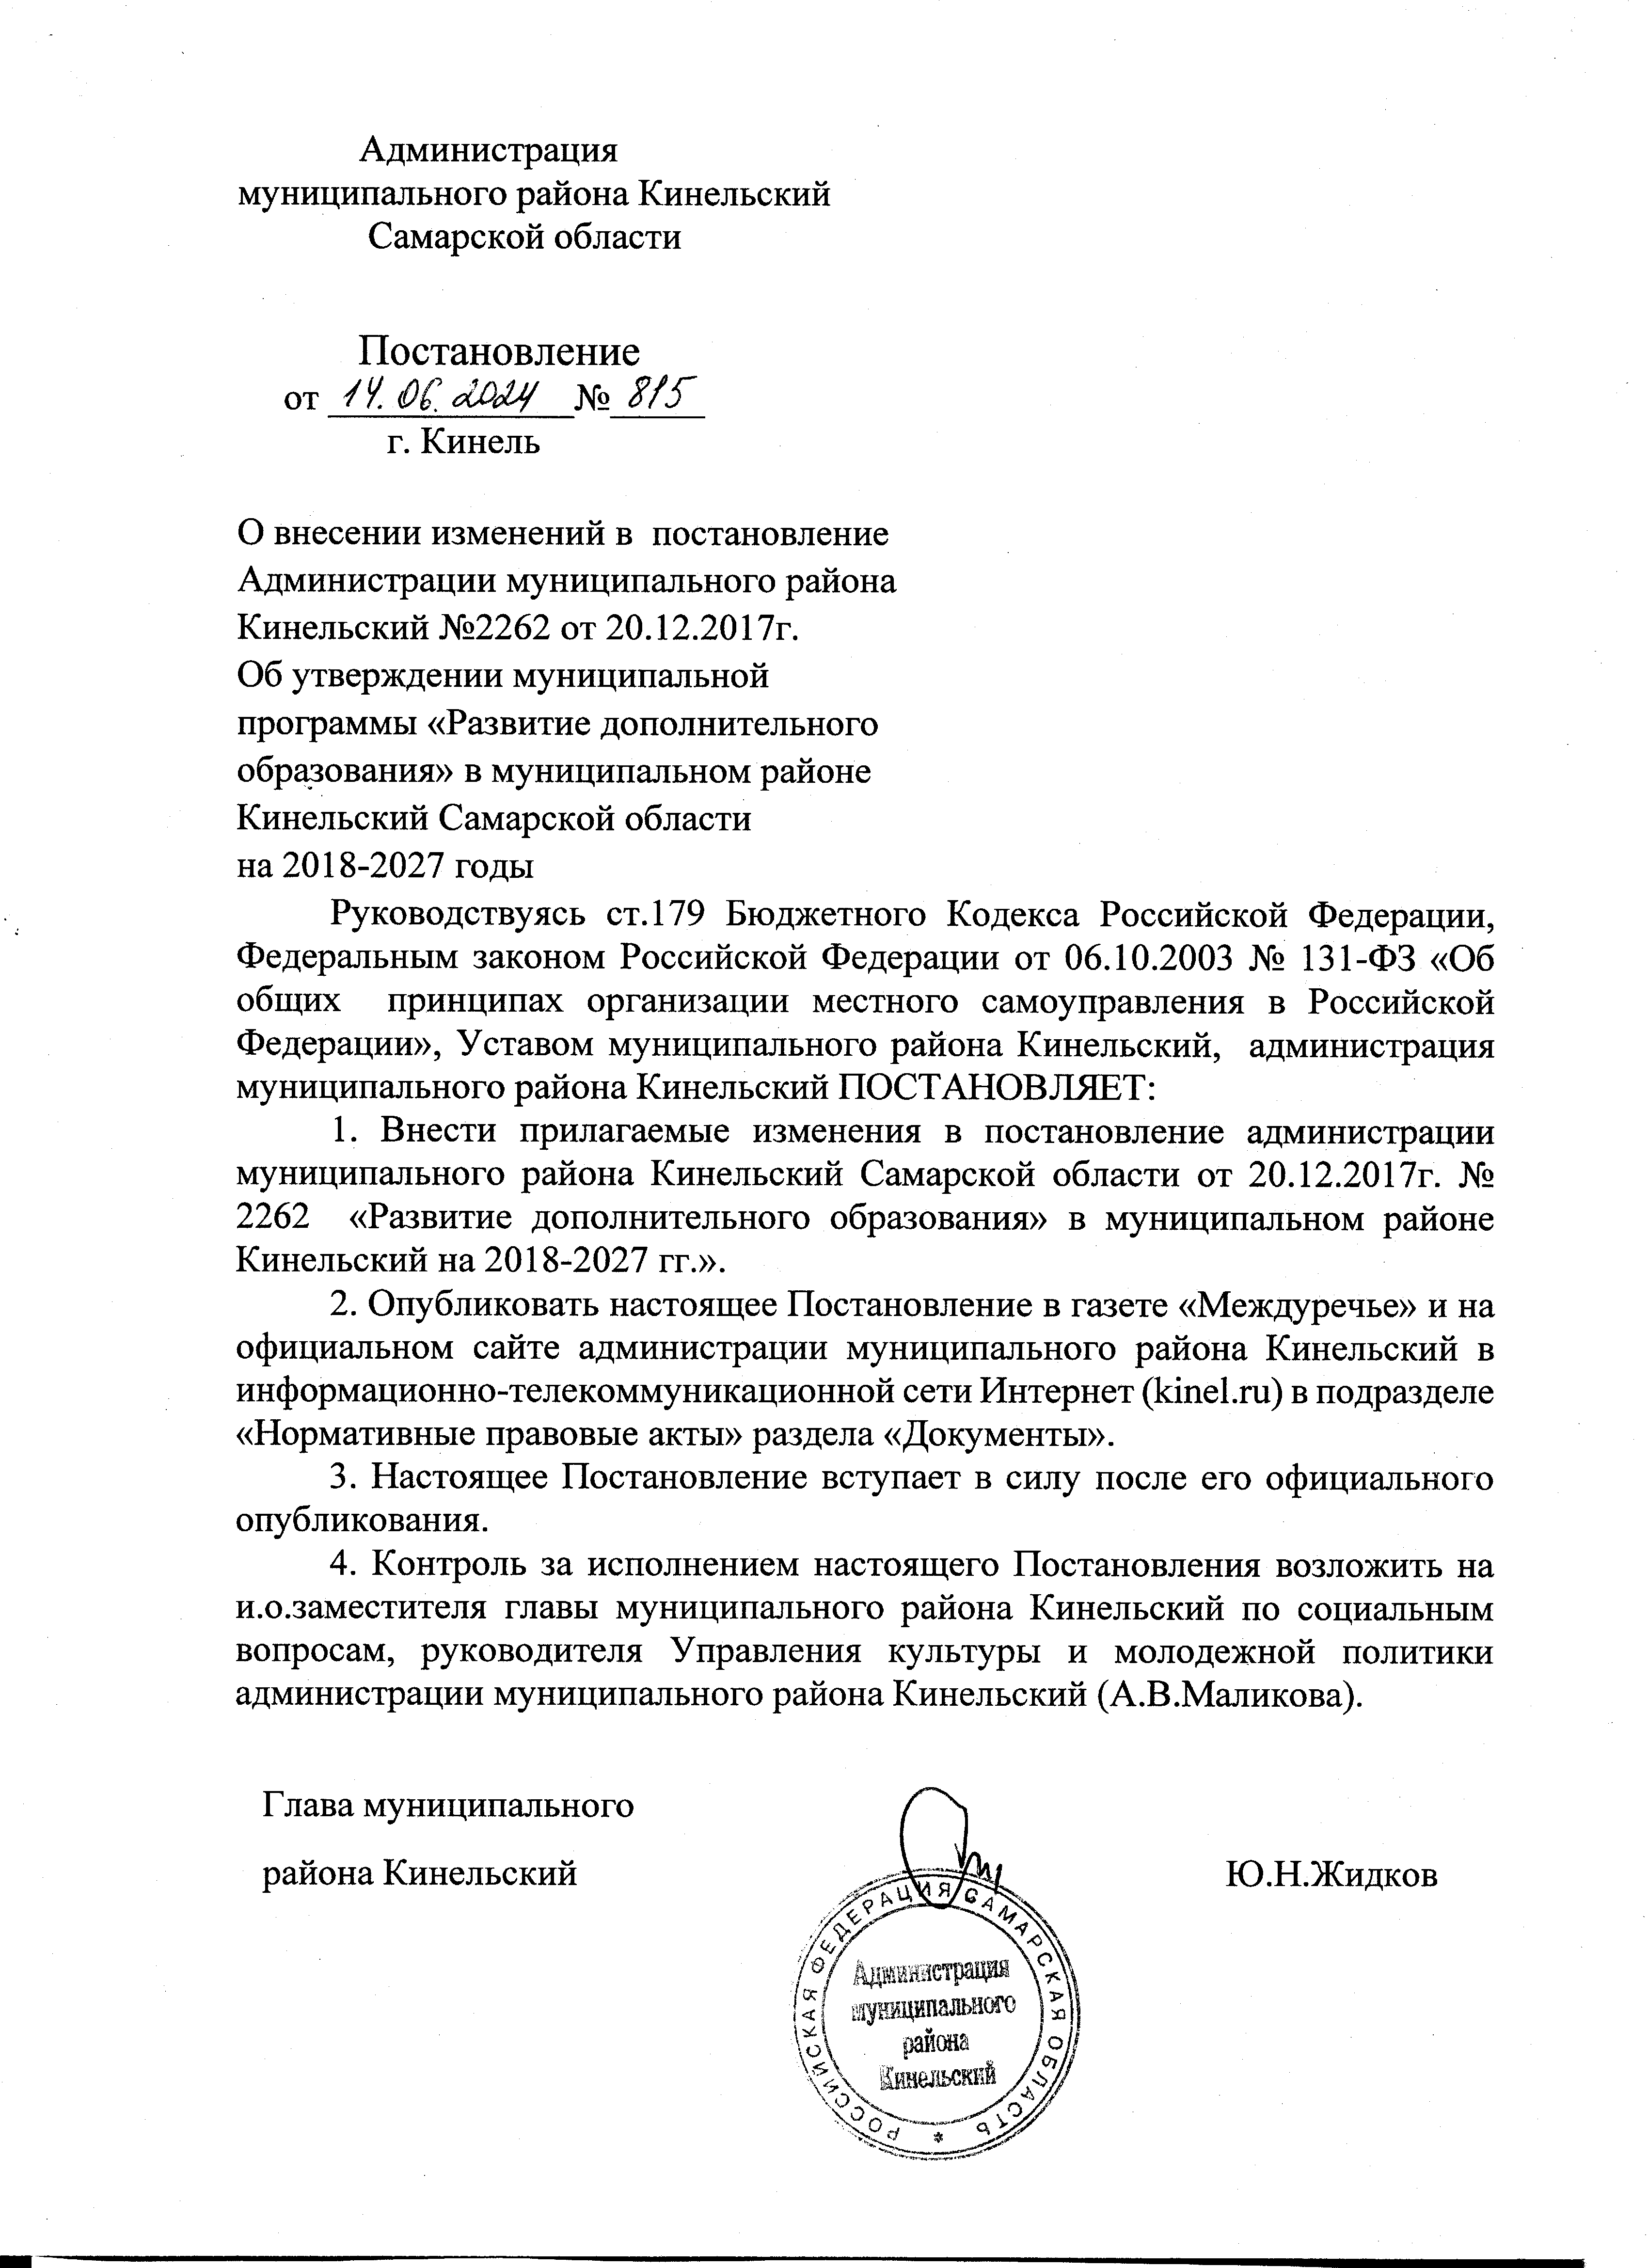 Администрация
муниципального района Кинельский
Самарской области
Постановление
от 14.06.2024 № 815
г. Кинель
О внесении изменений в постановление
Администрации муниципального района
Кинельский №2262 от 20.12.2017г.
Об утверждении муниципальной
программы «Развитие дополнительного
образования» в муниципальном районе
Кинельский Самарской области
на 2018-2027 годы
Руководствуясь ст.179 Бюджетного Кодекса Российской Федерации,
Федеральным законом Российской Федерации от 06.10.2003 № 131-ФЗ «Об
общих принципах организации местного самоуправления в Российской
Федерации», Уставом муниципального района Кинельский, администрация
муниципального района Кинельский ПОСТАНОВЛЯЕТ:
1. Внести прилагаемые изменения в постановление администрации
муниципального района Кинельский Самарской области от 20.12.2017г. №
2262 «Развитие дополнительного образования» в муниципальном районе
Кинельский на 2018-2027 гг.».
2. Опубликовать настоящее Постановление в газете «Междуречье» и на
официальном сайте администрации муниципального района Кинельский в
информационно-телекоммуникационной сети Интернет (kinel.ru) в подразделе
«Нормативные правовые акты» раздела «Документы».
3. Настоящее Постановление вступает в силу после его официального
опубликования.
4. Контроль за исполнением настоящего Постановления возложить на
и.о.заместителя главы муниципального района Кинельский по социальным
вопросам, руководителя Управления культуры и молодежной политики
администрации муниципального района Кинельский (А.В.Маликова).
Глава муниципального
района Кинельский Ю.Н.Жидков
РОССИЙСКАЯ ФЕДЕРАЦИЯ САМАРСКАЯ ОБЛАСТЬ *
Администрация
муниципального
района
Кинельский